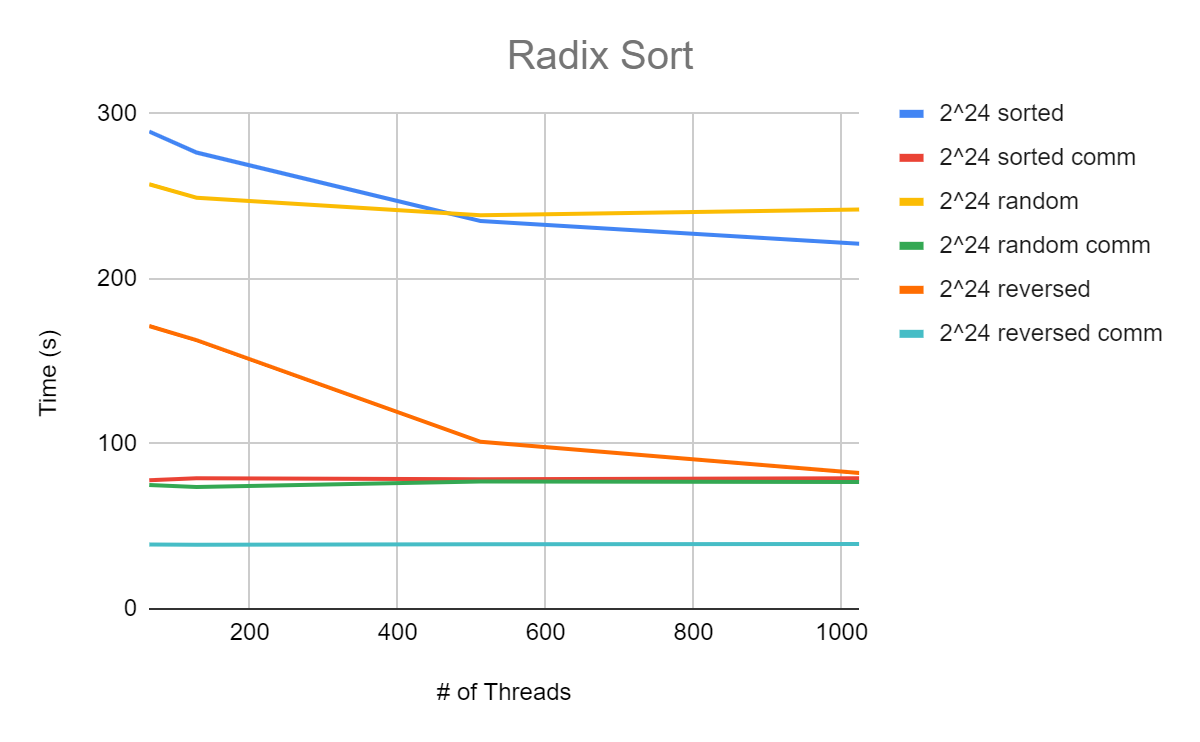 Radix Sort
300
200
100
0
Time (s)
200 400 600 800 1000
# of Threads
2^24 sorted
2^24 sorted comm
2^24 random
2^24 random comm
2^24 reversed
2^24 reversed comm